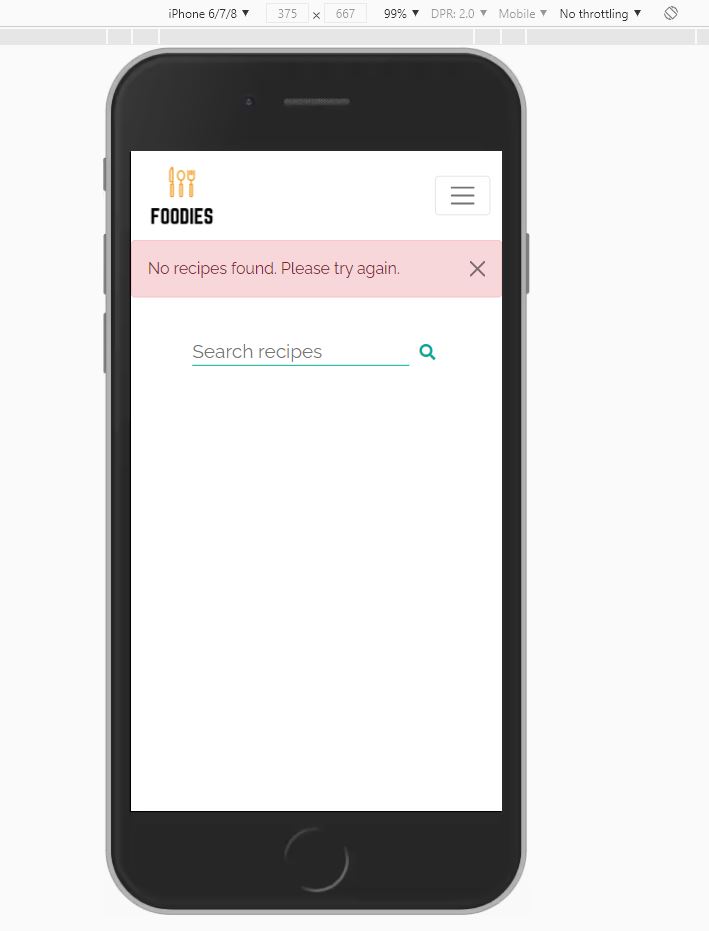 iPhone 6/7/8 ▼ 375 × 667 99% ▼ DPR: 2.0 ▼ Mobile ▼ No throttling ▼
FOODIES
No recipes found. Please try again.
Search recipes